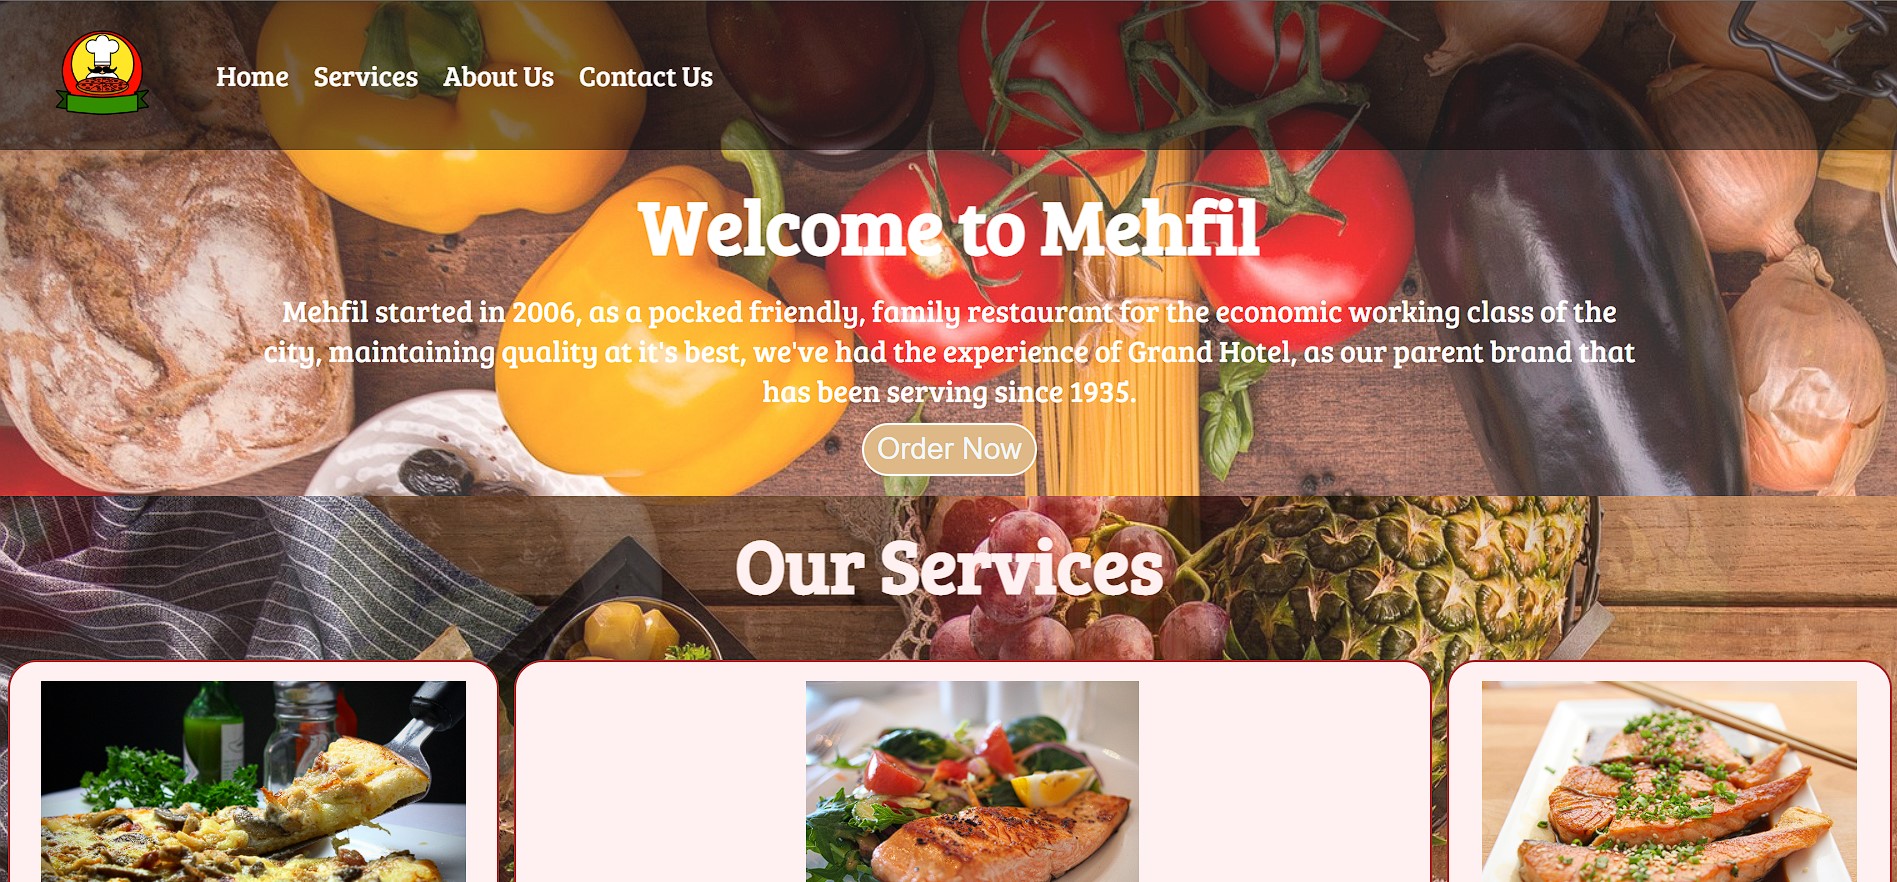 Home Services About Us Contact Us
Welcome to Mehfil
Mehfil started in 2006, as a pocked friendly, family restaurant for the economic working class of the
city, maintaining quality at it's best, we've had the experience of Grand Hotel, as our parent brand that
has been serving since 1935.
Order Now
Our Services